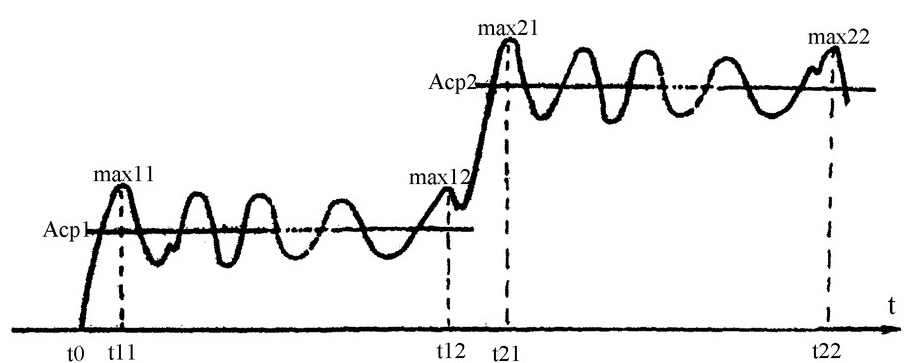 max21
max22
Acp2
max11
max12
Acp1
t
t0
t11
t12
t21
t22